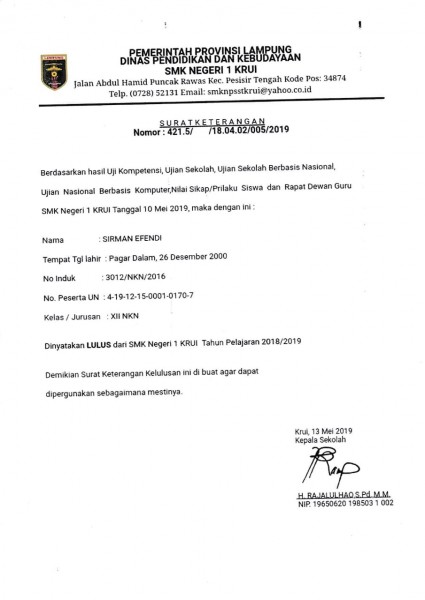 PEMERINTAH PROVINSI LAMPUNG
DINAS PENDIDIKAN DAN KEBUDAYAAN
SMK NEGERI 1 KRUI
Jalan Abdul Hamid Puncak Rawas Kec. Pesisir Tengah Kode Pos: 34874
Telp. (0728) 52131 Email: smknpsstkrui@yahoo.co.id
S U R A T K E T E R A N G A N
Nomor : 421.5/ /18.04.02/005/2019
Berdasarkan hasil Uji Kompetensi, Ujian Sekolah, Ujian Sekolah Berbasis Nasional,
Ujian Nasional Berbasis Komputer,Nilai Sikap/Prilaku Siswa dan Rapat Dewan Guru
SMK Negeri 1 KRUI Tanggal 10 Mei 2019, maka dengan ini :
Nama : SIRMAN EFENDI
Tempat Tgl lahir : Pagar Dalam, 26 Desember 2000
No Induk : 3012/NKN/2016
No. Peserta UN : 4-19-12-15-0001-0170-7
Kelas / Jurusan : XII NKN
Dinyatakan LULUS dari SMK Negeri 1 KRUI Tahun Pelajaran 2018/2019
Demikian Surat Keterangan Kelulusan ini di buat agar dapat
dipergunakan sebagaimana mestinya.
Krui, 13 Mei 2019
Kepala Sekolah
H. RAJALULHAQ,S.Pd.,M.M.
NIP. 19650620 198503 1 002